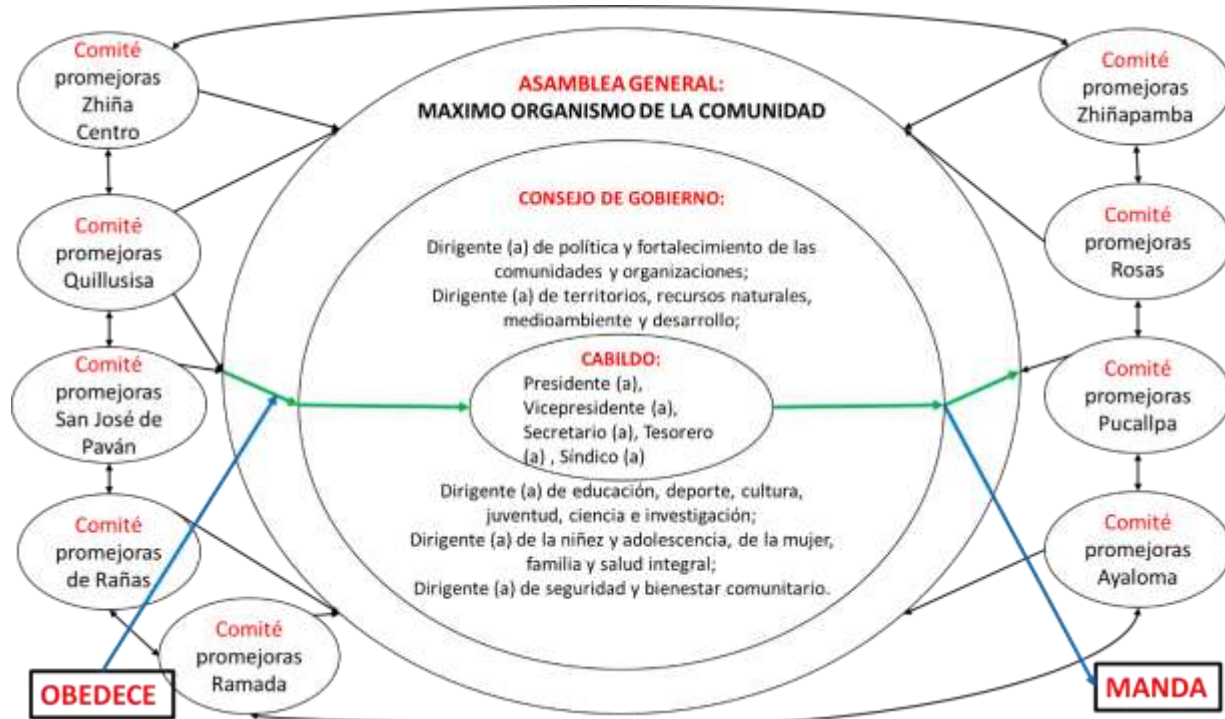 Comité
promejoras
Zhiña
Centro
Comité
promejoras
Quillusisa
Comité
promejoras
San José de
Paván
Comité
promejoras
de Rañas
Comité
promejoras
Ramada
OBEDECE
ASAMBLEA GENERAL:
MAXIMO ORGANISMO DE LA COMUNIDAD
CONSEJO DE GOBIERNO:
Dirigente (a) de política y fortalecimiento de las
comunidades y organizaciones;
Dirigente (a) de territorios, recursos naturales,
medioambiente y desarrollo;
CABILDO:
Presidente (a),
Vicepresidente (a),
Secretario (a), Tesorero
(a) , Síndico (a)
Dirigente (a) de educación, deporte, cultura,
juventud, ciencia e investigación;
Dirigente (a) de la niñez y adolescencia, de la mujer,
familia y salud integral;
Dirigente (a) de seguridad y bienestar comunitario.
Comité
promejoras
Zhiñapamba
Comité
promejoras
Rosas
Comité
promejoras
Pucallpa
Comité
promejoras
Ayaloma
MANDA